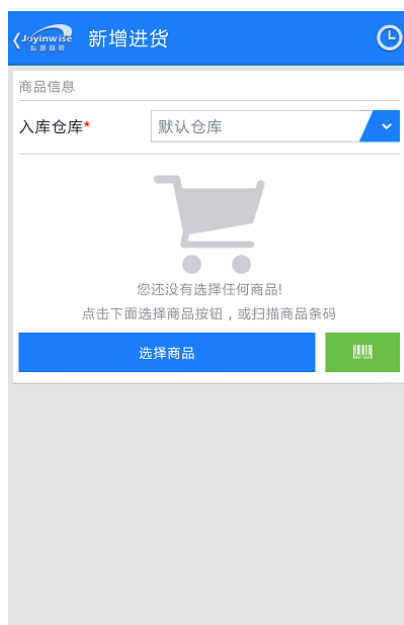 Joyinwise
新增进货
商品信息
入库仓库*
默认仓库
您还没有选择任何商品!
点击下面选择商品按钮，或扫描商品条码
选择商品